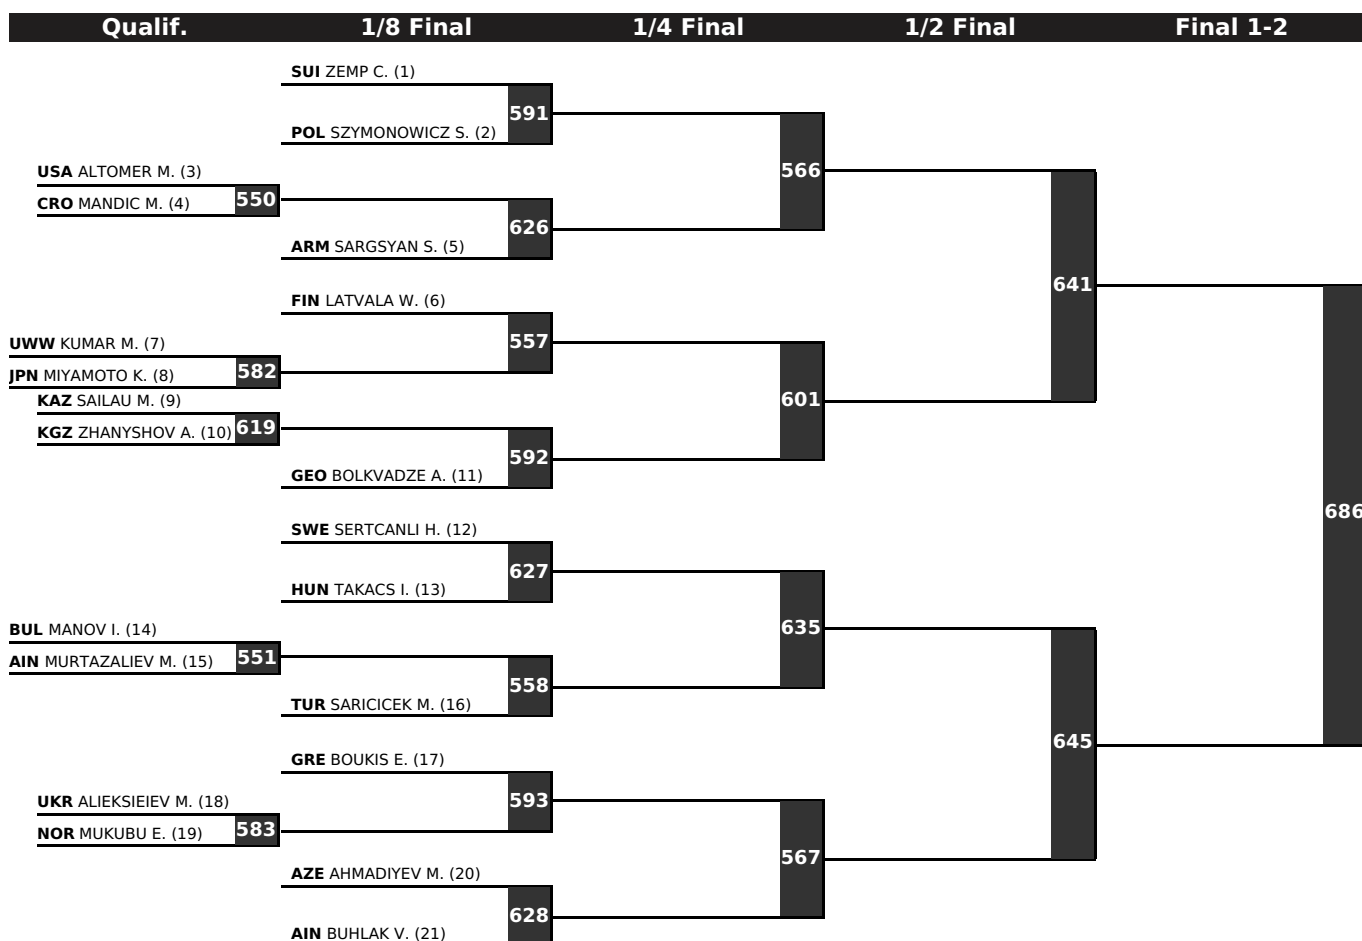 Qualif. 1/8 Final 1/4 Final 1/2 Final Final 1-2
SUI ZEMP C. (1)
591
POL SZYMONOWICZ S. (2)
USA ALTOMER M. (3)
566
CRO MANDIC M. (4) 550
626
ARM SARGSYAN S. (5)
641
FIN LATVALA W. (6)
UWW KUMAR M. (7)
557
JPN MIYAMOTO K. (8) 582
KAZ SAILAU M. (9)
601
KGZ ZHANYSHOV A. (10) 619
592
GEO BOLKVADZE A. (11)
686
SWE SERTCANLI H. (12)
627
HUN TAKACS I. (13)
BUL MANOV I. (14)
635
AIN MURTAZALIEV M. (15) 551
558
TUR SARICICEK M. (16)
645
GRE BOUKIS E. (17)
UKR ALIEKSIEIEV M. (18)
593
NOR MUKUBU E. (19) 583
567
AZE AHMADIYEV M. (20)
628
AIN BUHLAK V. (21)